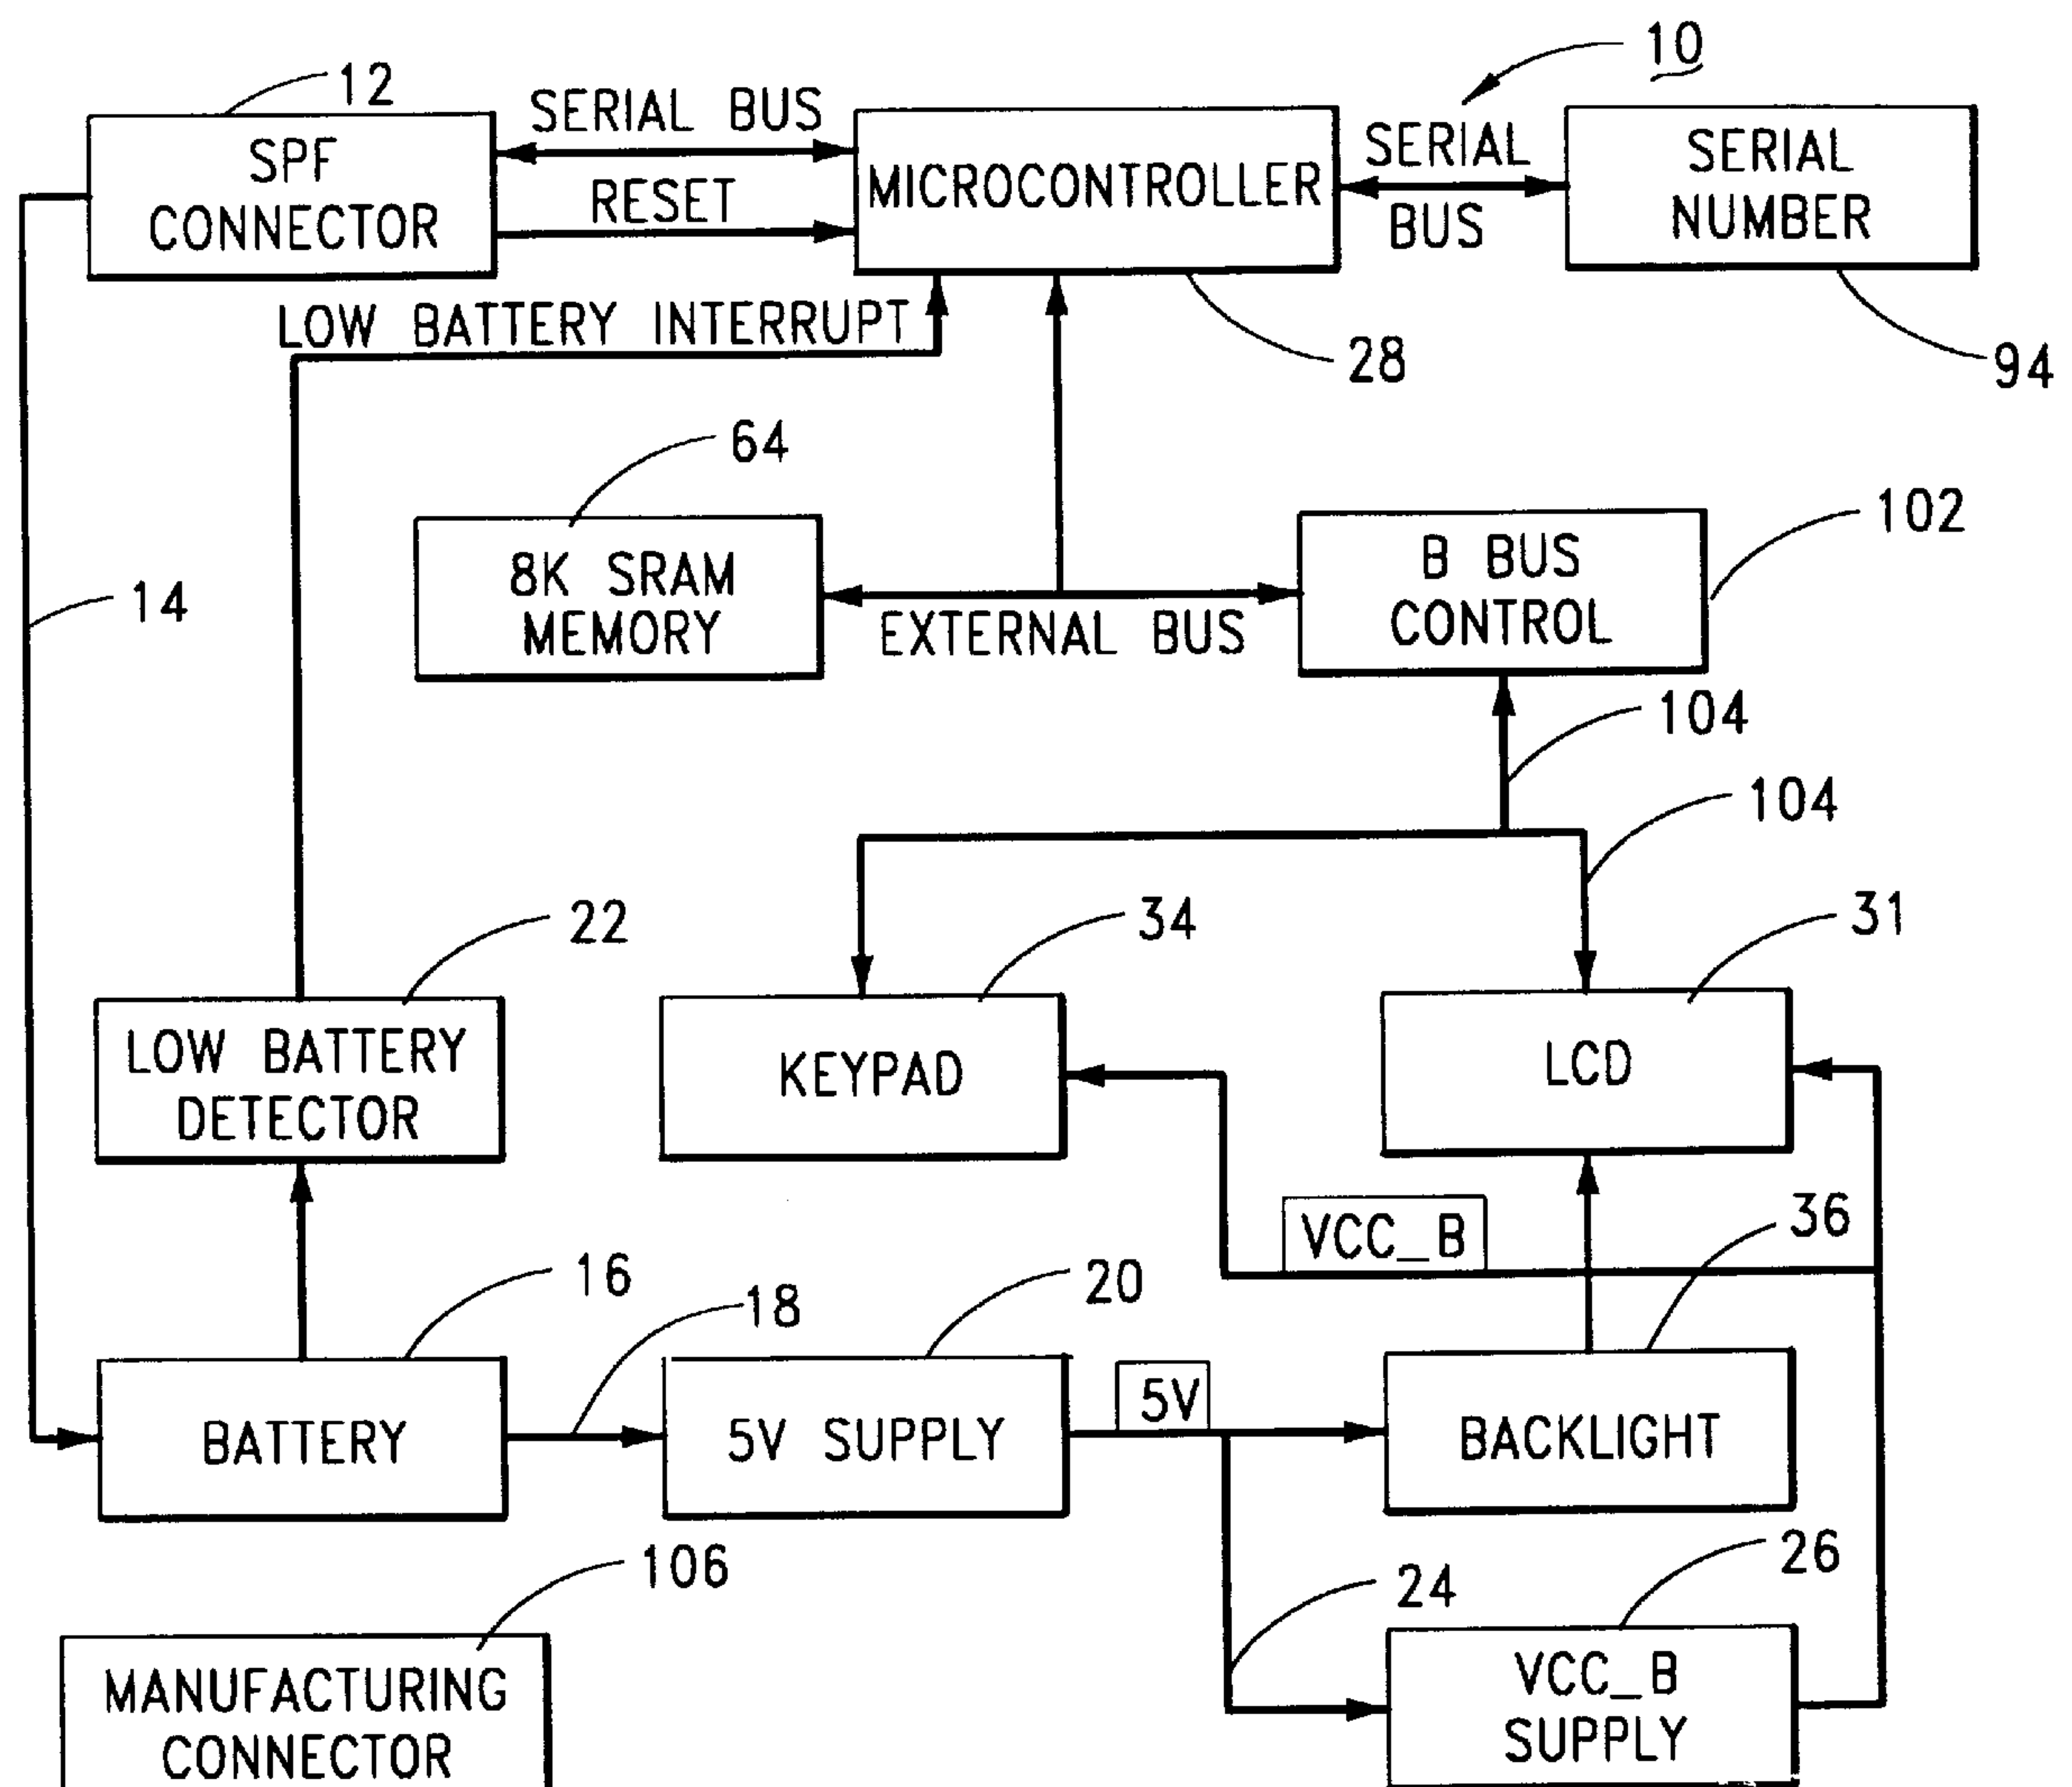 10
12
SERIAL BUS
SPF
CONNECTOR
RESET
MICROCONTROLLER
SERIAL
BUS
SERIAL
NUMBER
LOW BATTERY INTERRUPT
28
94
64
102
8K SRAM
MEMORY
EXTERNAL BUS
B BUS
CONTROL
14
104
104
22
34
31
LOW BATTERY
DETECTOR
KEYPAD
LCD
VCC_B
36
16
18
20
BATTERY
5V SUPPLY
5V
BACKLIGHT
106
24
26
MANUFACTURING
CONNECTOR
VCC_B
SUPPLY